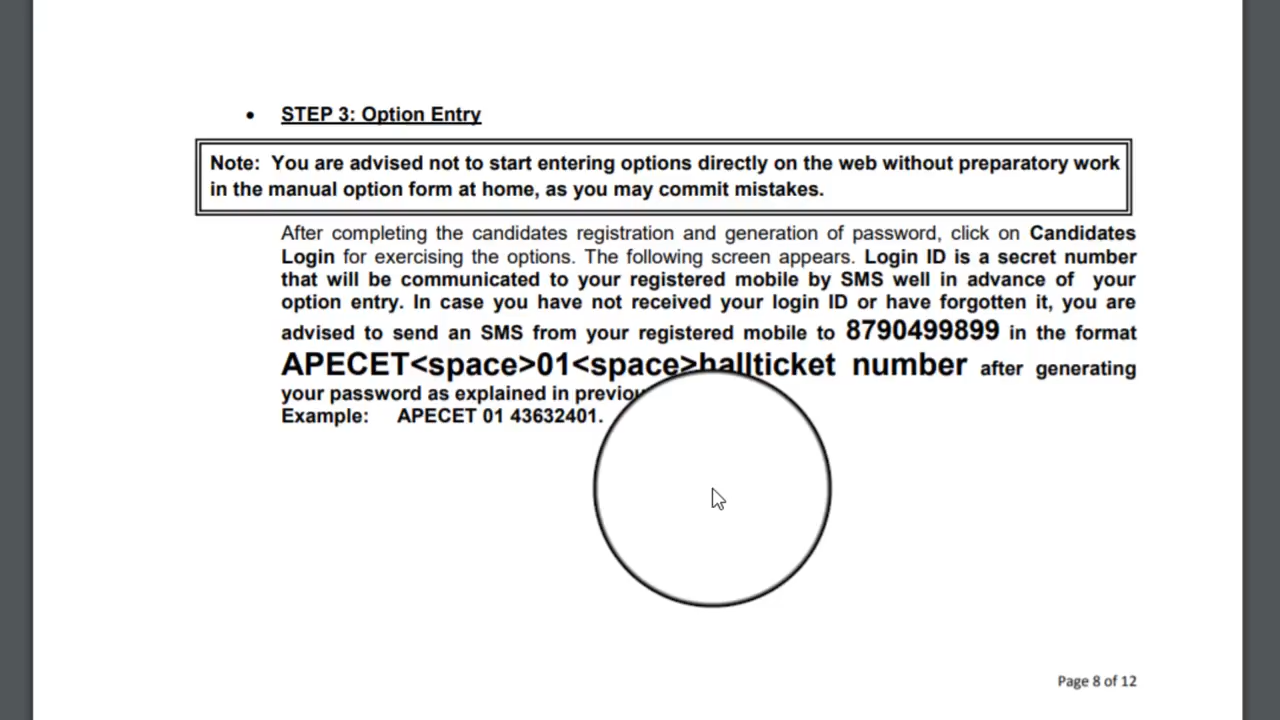 • STEP 3: Option Entry
Note: You are advised not to start entering options directly on the web without preparatory work
in the manual option form at home, as you may commit mistakes.
After completing the candidates registration and generation of password, click on Candidates
Login for exercising the options. The following screen appears. Login ID is a secret number
that will be communicated to your registered mobile by SMS well in advance of your
option entry. In case you have not received your login ID or have forgotten it, you are
advised to send an SMS from your registered mobile to 8790499899 in the format
APECET<space>01<space>hallticket number after generating
your password as explained in
Example: APECET 01 43632401.
Page 8 of 12